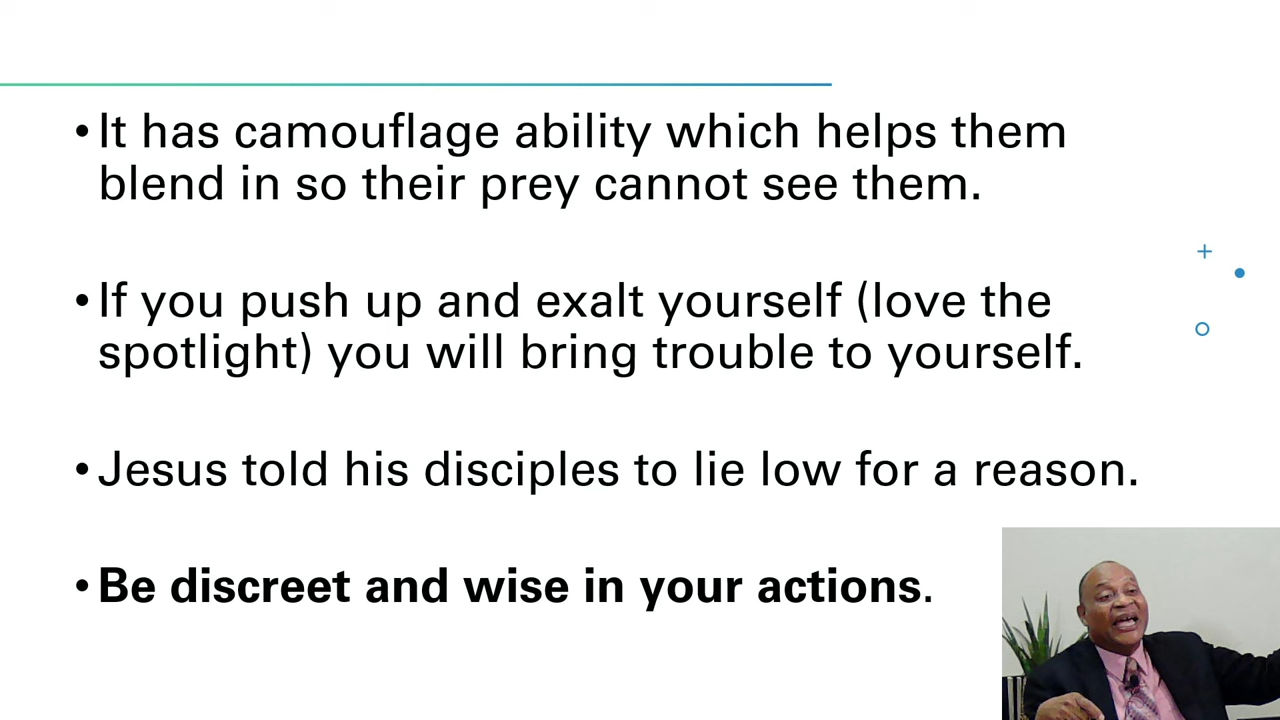 • It has camouflage ability which helps them
blend in so their prey cannot see them.
• If you push up and exalt yourself (love the
spotlight) you will bring trouble to yourself.
• Jesus told his disciples to lie low for a reason.
• Be discreet and wise in your actions.